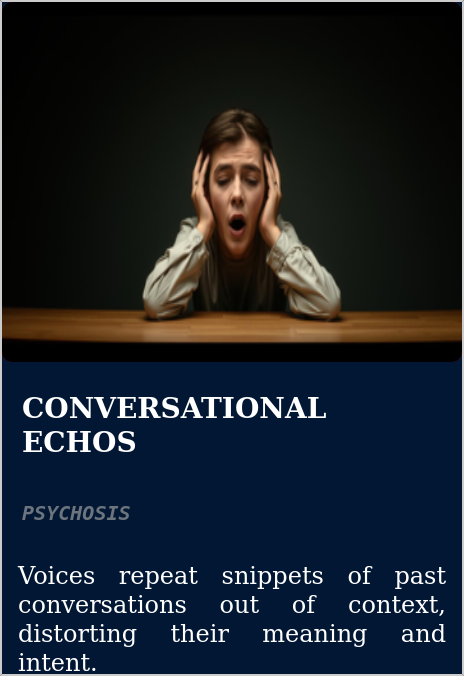 CONVERSATIONAL
ECHOS
PSYCHOSIS
Voices repeat snippets of past
conversations out of context,
distorting their meaning and
intent.